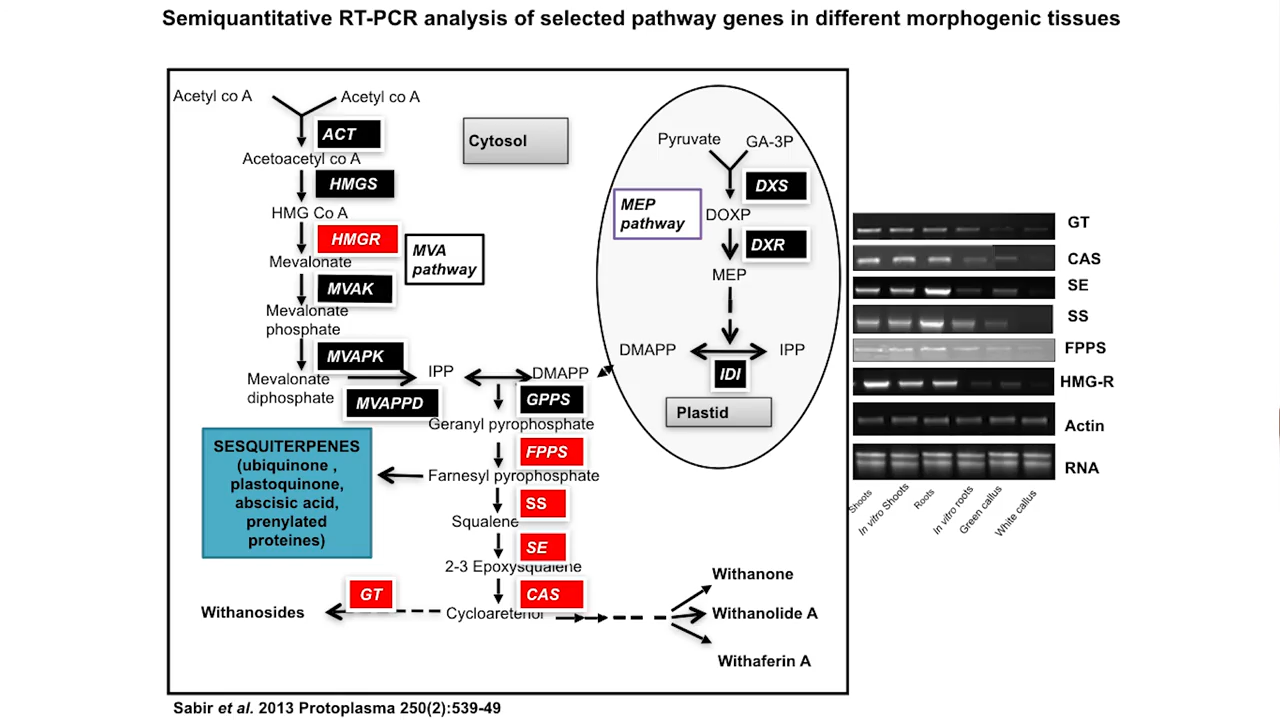 Semiquantitative RT-PCR analysis of selected pathway genes in different morphogenic tissues
Acetyl co A
Acetyl co A
ACT
Acetoacetyl co A
HMGS
HMG Co A
HMGR
Mevalonate
MVA
pathway
MVAK
Mevalonate
phosphate
MVAPK
Mevalonate
diphosphate
MVAPPD
IPP
DMAPP
GPPS
Geranyl pyrophosphate
FPPS
Farnesyl pyrophosphate
SS
Squalene
SE
2-3 Epoxysqualene
CAS
Cycloaretenol
GT
Withanosides
SESQUITERPENES
(ubiquinone ,
plastoquinone,
abscisic acid,
prenylated
proteines)
Withanone
Withanolide A
Withaferin A
Cytosol
Pyruvate
GA-3P
DXS
MEP
pathway
DOXP
DXR
MEP
DMAPP
IPP
IDI
Plastid
GT
CAS
SE
SS
FPPS
HMG-R
Actin
RNA
Shoots
In vitro Shoots
Roots
In vitro roots
Green callus
White callus
Sabir et al. 2013 Protoplasma 250(2):539-49